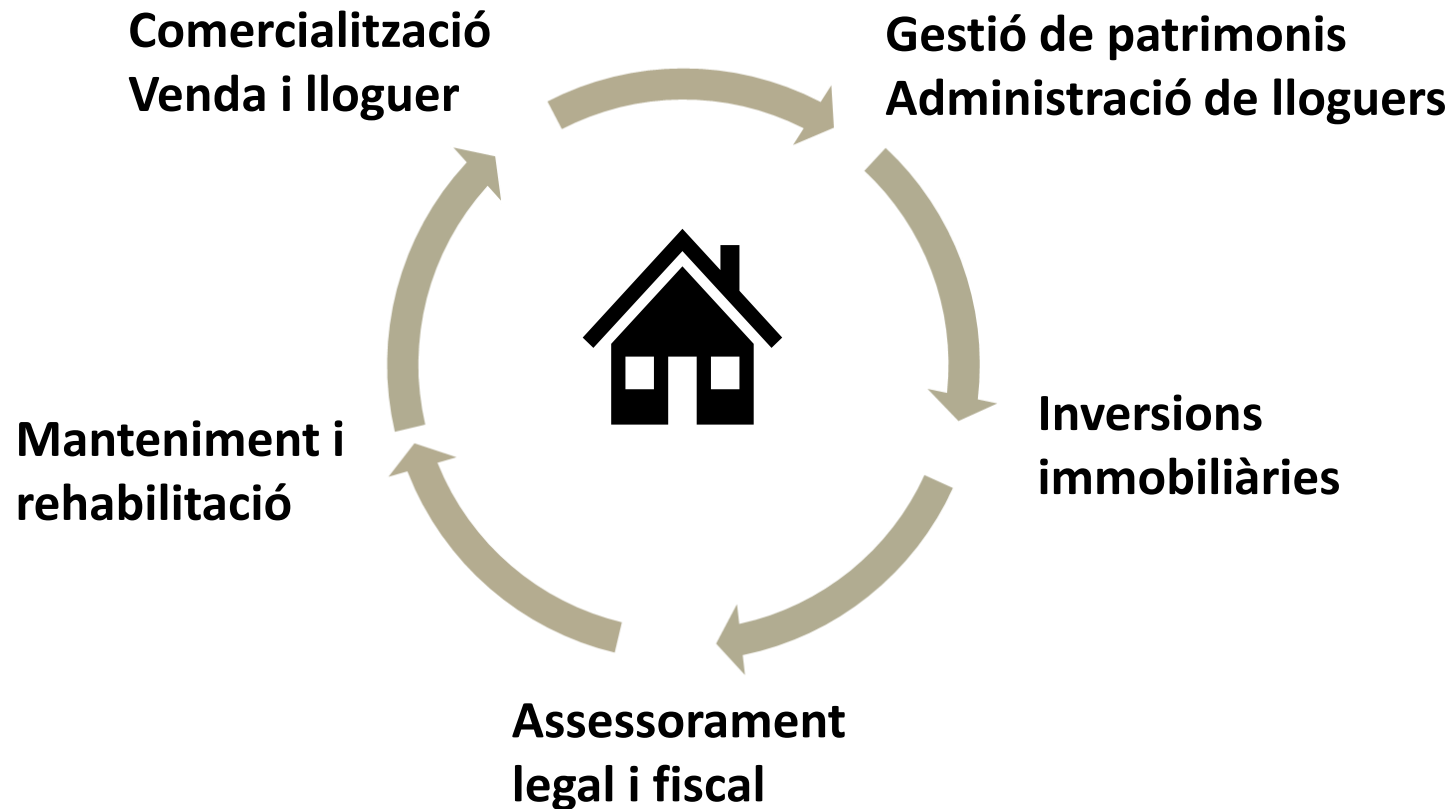 Comercialització
Venda i lloguer
Gestió de patrimonis
Administració de lloguers
Inversions
immobiliàries
Assessorament
legal i fiscal
Manteniment i
rehabilitació